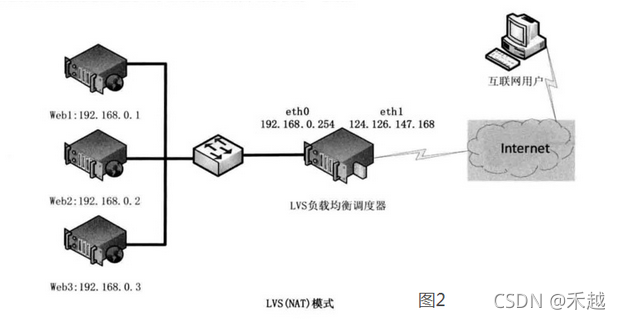 互联网用户
Web1:192.168.0.1
eth0
eth1
192.168.0.254
124.126.147.168
Internet
Web2:192.168.0.2
LVS负载均衡调度器
Web3:192.168.0.3
LVS(NAT)模式
图2
CSDN @禾越